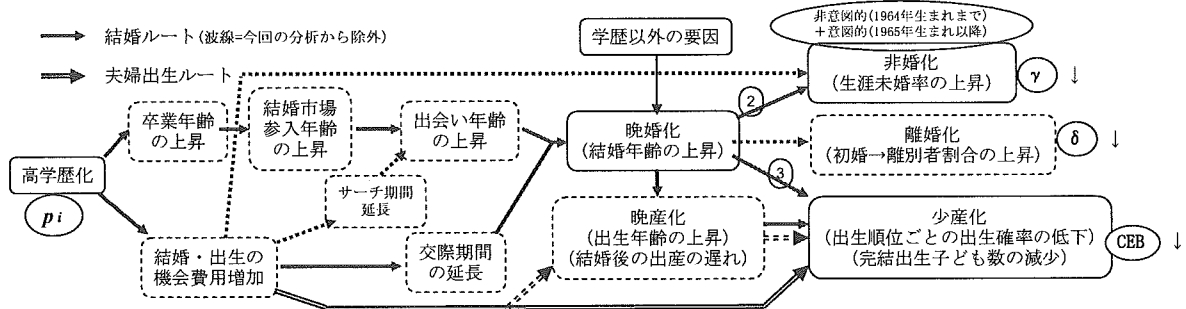 結婚ルート(波線=今回の分析から除外)
夫婦出生ルート
学歴以外の要因
非意図的(1964年生まれまで)
＋意図的(1965年生まれ以降)
非婚化
(生涯未婚率の上昇)
γ ↓
卒業年齢
の上昇
結婚市場
参入年齢
の上昇
出会い年齢
の上昇
晩婚化
(結婚年齢の上昇)
②
離婚化
(初婚→離別者割合の上昇)
δ ↓
高学歴化
pi
サーチ期間
延長
③
結婚・出生の
機会費用増加
交際期間
の延長
晩産化
(出生年齢の上昇)
(結婚後の出産の遅れ)
少産化
(出生順位ごとの出生確率の低下)
(完結出生子ども数の減少)
CEB ↓